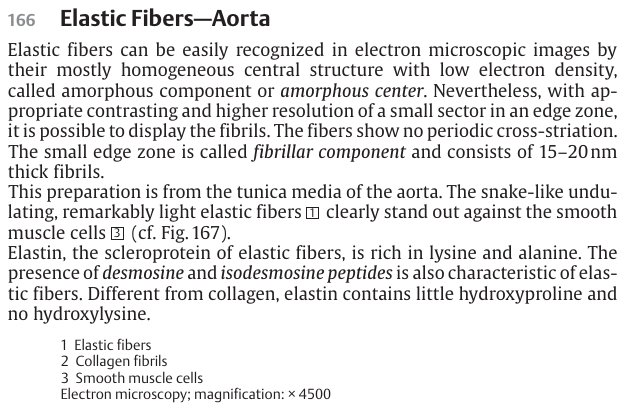 166 Elastic Fibers—Aorta
Elastic fibers can be easily recognized in electron microscopic images by
their mostly homogeneous central structure with low electron density,
called amorphous component or amorphous center. Nevertheless, with ap-
propriate contrasting and higher resolution of a small sector in an edge zone,
it is possible to display the fibrils. The fibers show no periodic cross-striation.
The small edge zone is called fibrillar component and consists of 15–20 nm
thick fibrils.
This preparation is from the tunica media of the aorta. The snake-like undu-
lating, remarkably light elastic fibers 1 clearly stand out against the smooth
muscle cells 3 (cf. Fig. 167).
Elastin, the scleroprotein of elastic fibers, is rich in lysine and alanine. The
presence of desmosine and isodesmosine peptides is also characteristic of elas-
tic fibers. Different from collagen, elastin contains little hydroxyproline and
no hydroxylysine.
1 Elastic fibers
2 Collagen fibrils
3 Smooth muscle cells
Electron microscopy; magnification: × 4500